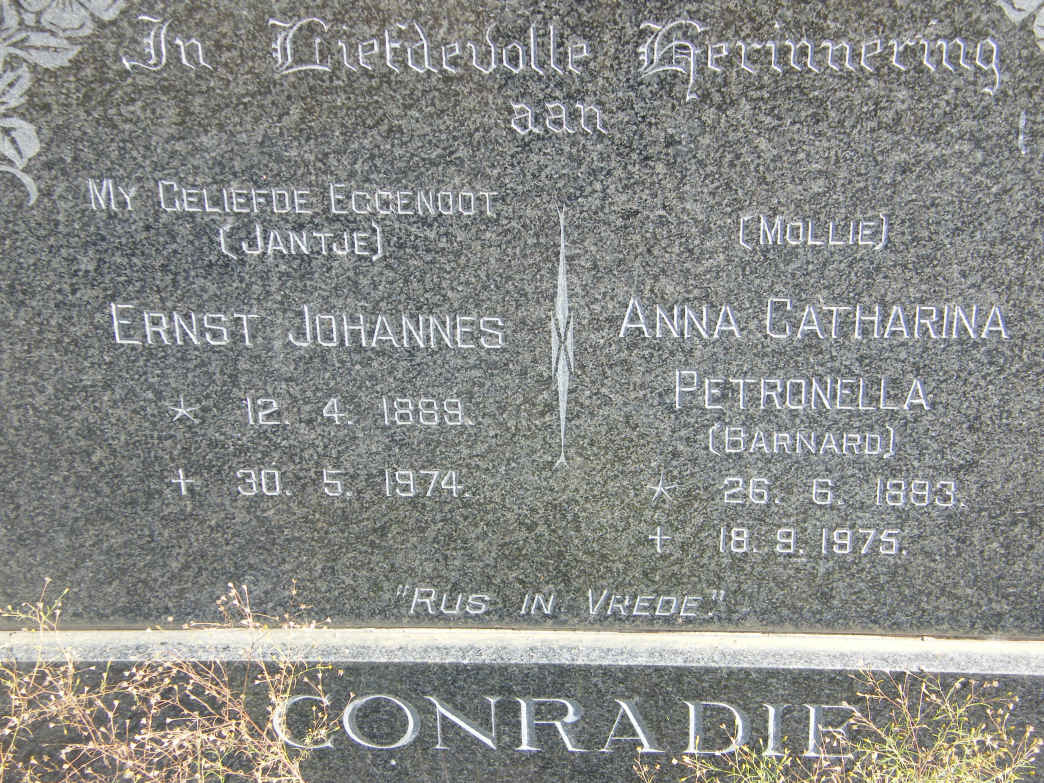 In Liefdevolle Herinnering
aan
MY GELIEFDE EGGENOOT
(JANTJE)
ERNST JOHANNES
* 12. 4. 1889.
+ 30. 5. 1974.
(MOLLIE)
ANNA CATHARINA
PETRONELLA
(BARNARD)
* 26. 6. 1893.
+ 18. 9. 1975.
"RUS IN VREDE."
CONRADIE